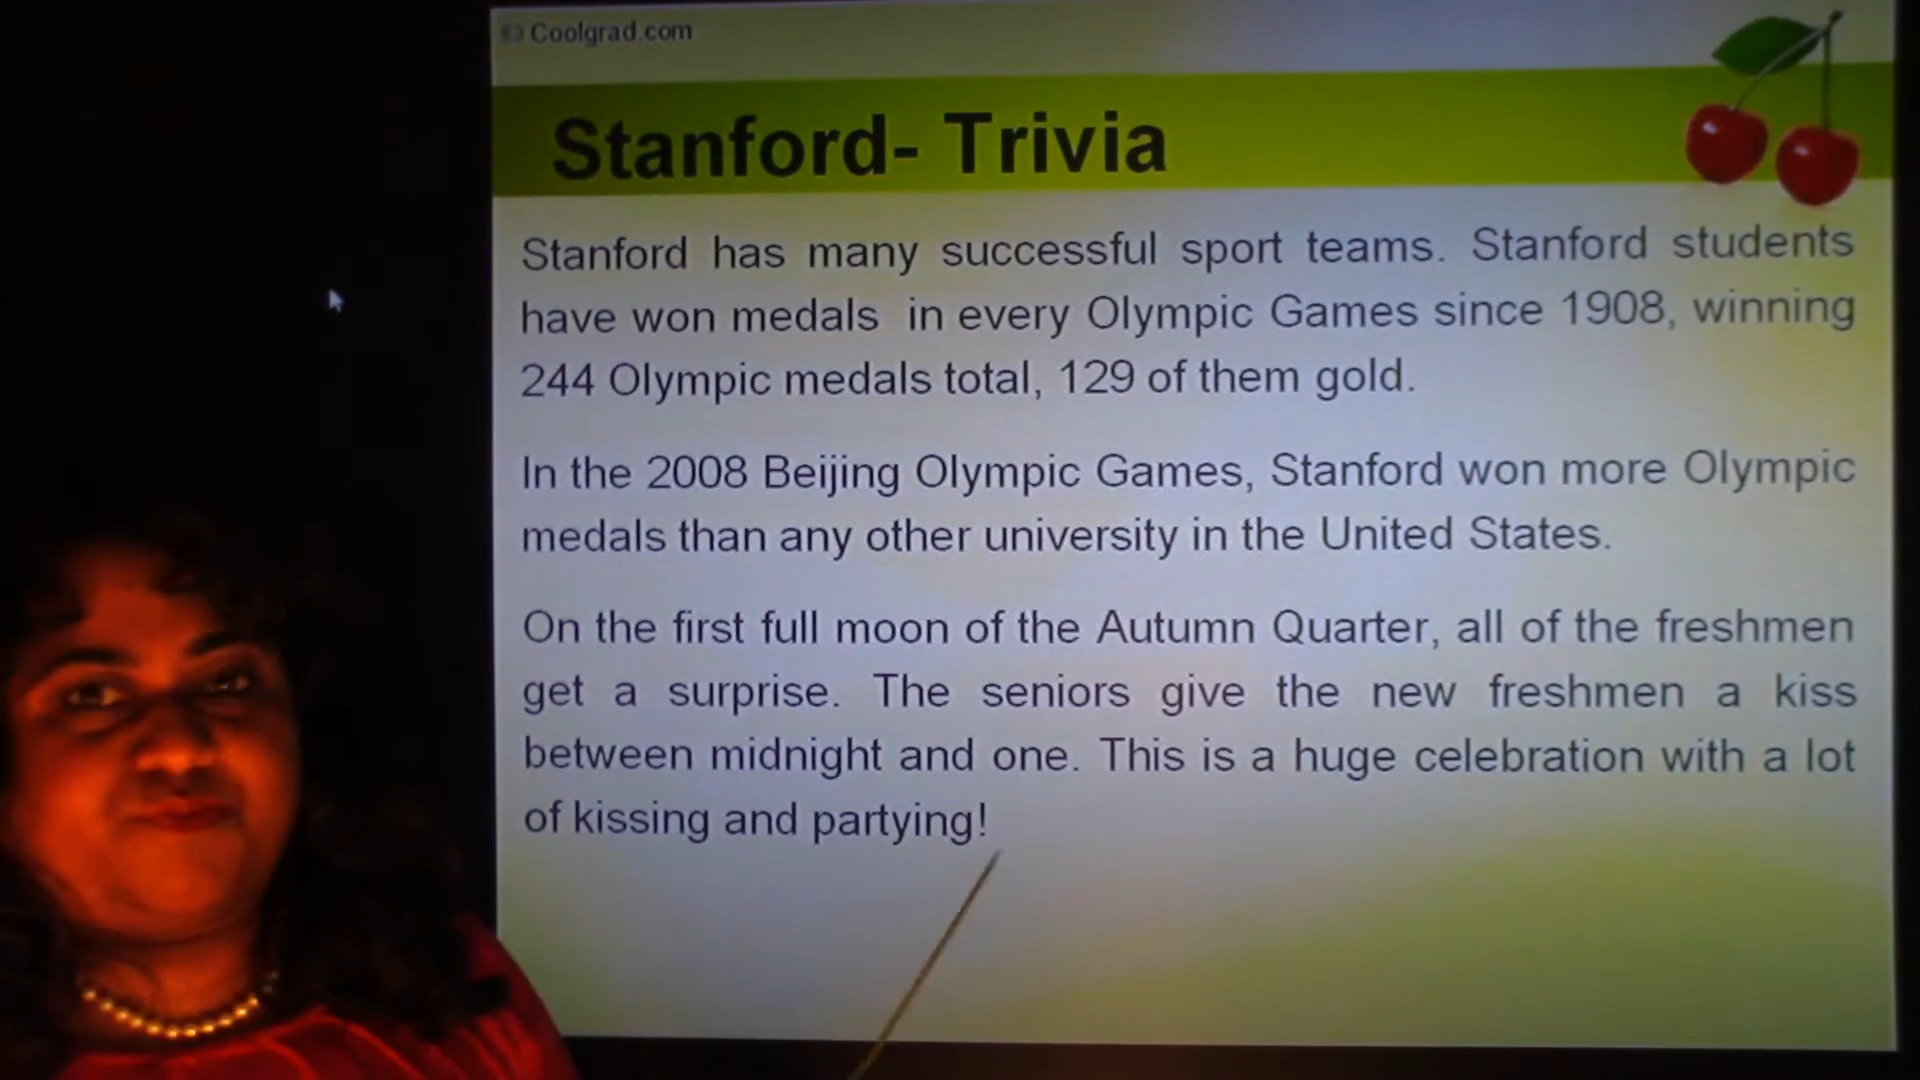 © Coolgrad.com
Stanford- Trivia
Stanford has many successful sport teams. Stanford students
have won medals in every Olympic Games since 1908, winning
244 Olympic medals total, 129 of them gold.
In the 2008 Beijing Olympic Games, Stanford won more Olympic
medals than any other university in the United States.
On the first full moon of the Autumn Quarter, all of the freshmen
get a surprise. The seniors give the new freshmen a kiss
between midnight and one. This is a huge celebration with a lot
of kissing and partying!